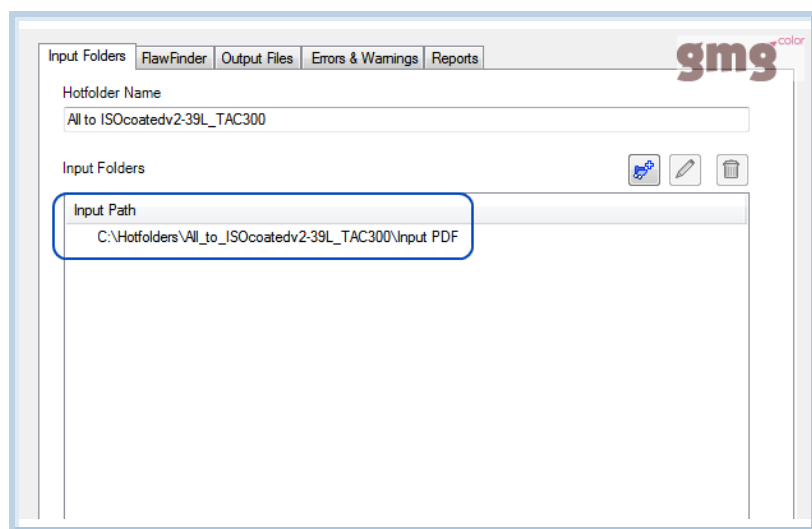 gmg color
Input Folders FlawFinder Output Files Errors & Warnings Reports
Hotfolder Name
All to ISOcoatedv2-39L_TAC300
Input Folders
Input Path
C:\Hotfolders\All_to_ISOcoatedv2-39L_TAC300\Input PDF